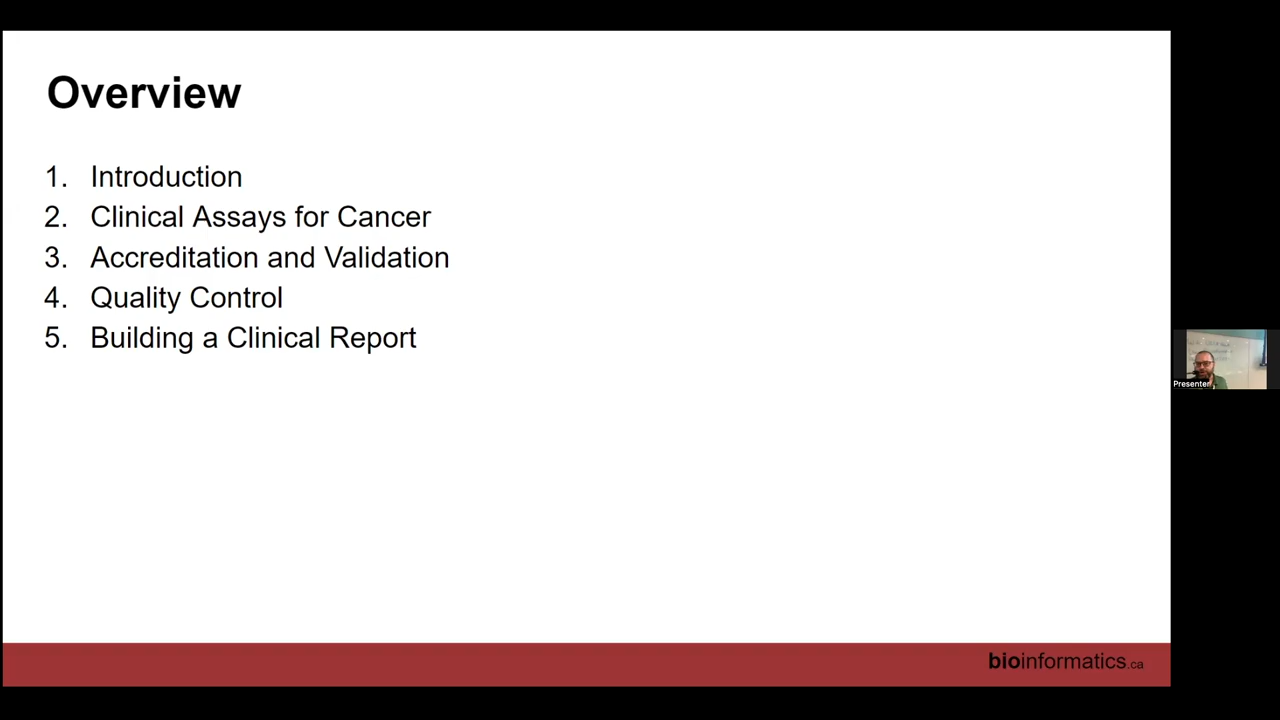 Overview
1. Introduction
2. Clinical Assays for Cancer
3. Accreditation and Validation
4. Quality Control
5. Building a Clinical Report
Presenter
bioinformatics.ca